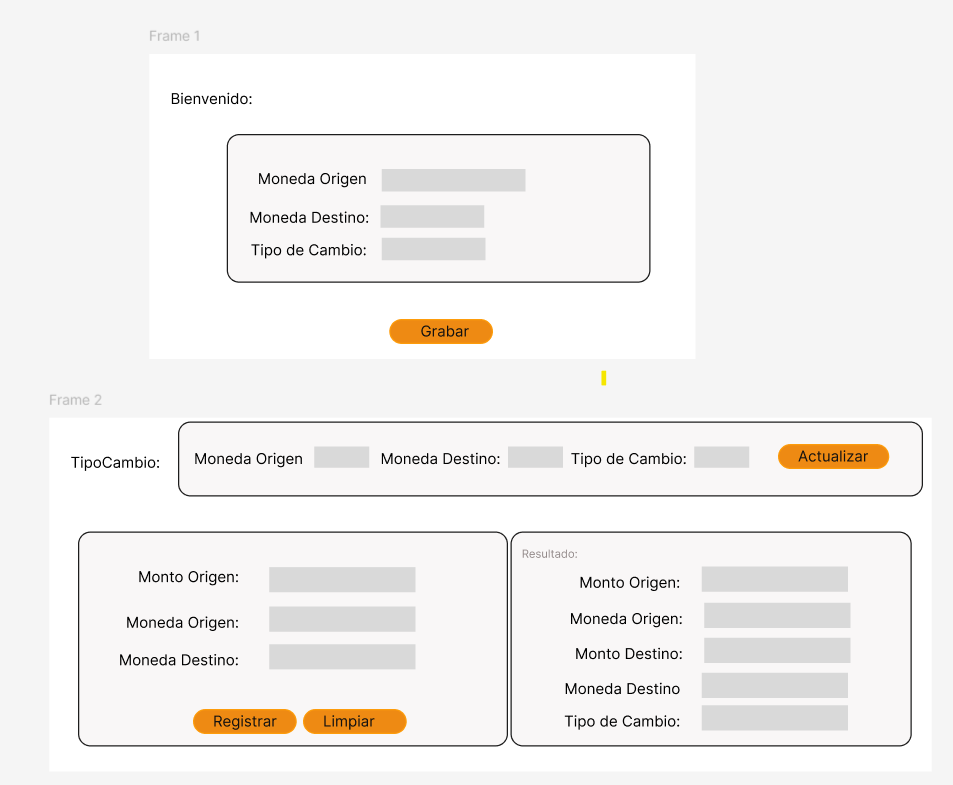 Frame 1
Bienvenido:
Moneda Origen
Moneda Destino:
Tipo de Cambio:
Grabar
Frame 2
TipoCambio:
Moneda Origen
Moneda Destino:
Tipo de Cambio:
Actualizar
Monto Origen:
Moneda Origen:
Moneda Destino:
Registrar
Limpiar
Resultado:
Monto Origen:
Moneda Origen:
Monto Destino:
Moneda Destino
Tipo de Cambio: